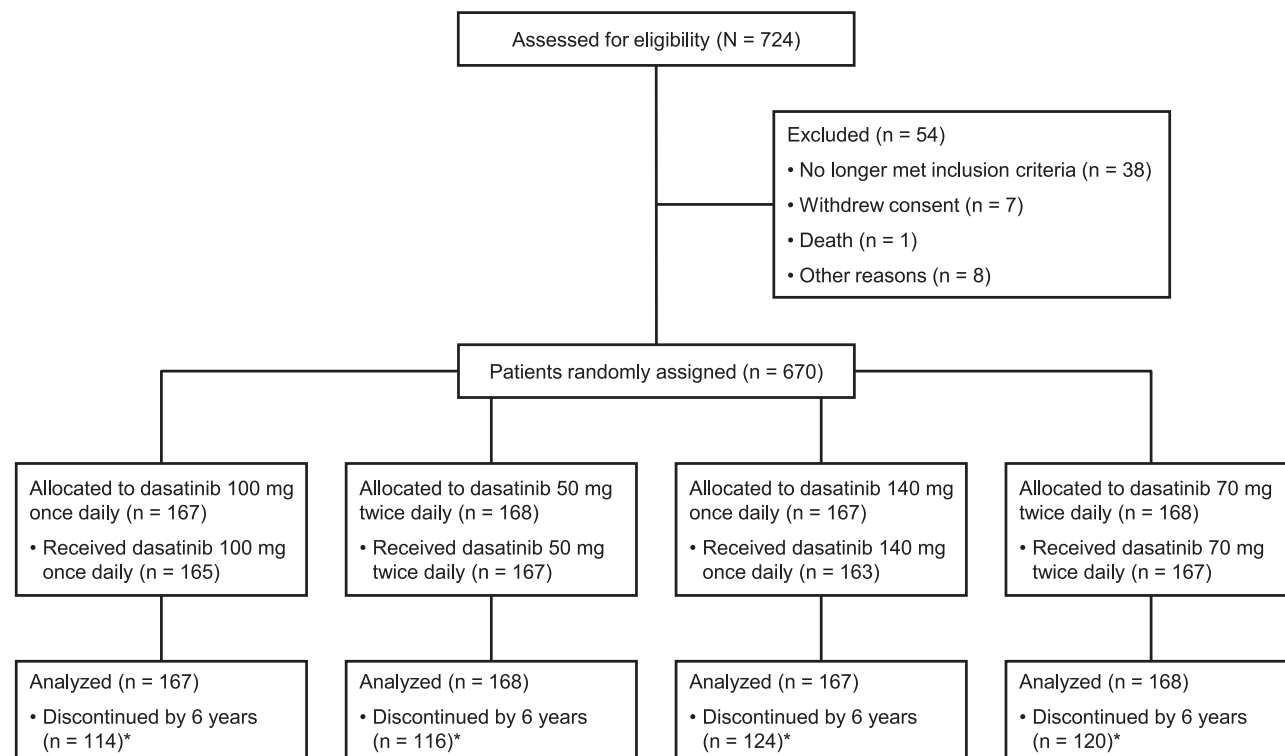 Assessed for eligibility (N = 724)
Excluded (n = 54)
• No longer met inclusion criteria (n = 38)
• Withdrew consent (n = 7)
• Death (n = 1)
• Other reasons (n = 8)
Patients randomly assigned (n = 670)
Allocated to dasatinib 100 mg
once daily (n = 167)
• Received dasatinib 100 mg
once daily (n = 165)
Allocated to dasatinib 50 mg
twice daily (n = 168)
• Received dasatinib 50 mg
twice daily (n = 167)
Allocated to dasatinib 140 mg
once daily (n = 167)
• Received dasatinib 140 mg
once daily (n = 163)
Allocated to dasatinib 70 mg
twice daily (n = 168)
• Received dasatinib 70 mg
twice daily (n = 167)
Analyzed (n = 167)
• Discontinued by 6 years
(n = 114)*
Analyzed (n = 168)
• Discontinued by 6 years
(n = 116)*
Analyzed (n = 167)
• Discontinued by 6 years
(n = 124)*
Analyzed (n = 168)
• Discontinued by 6 years
(n = 120)*